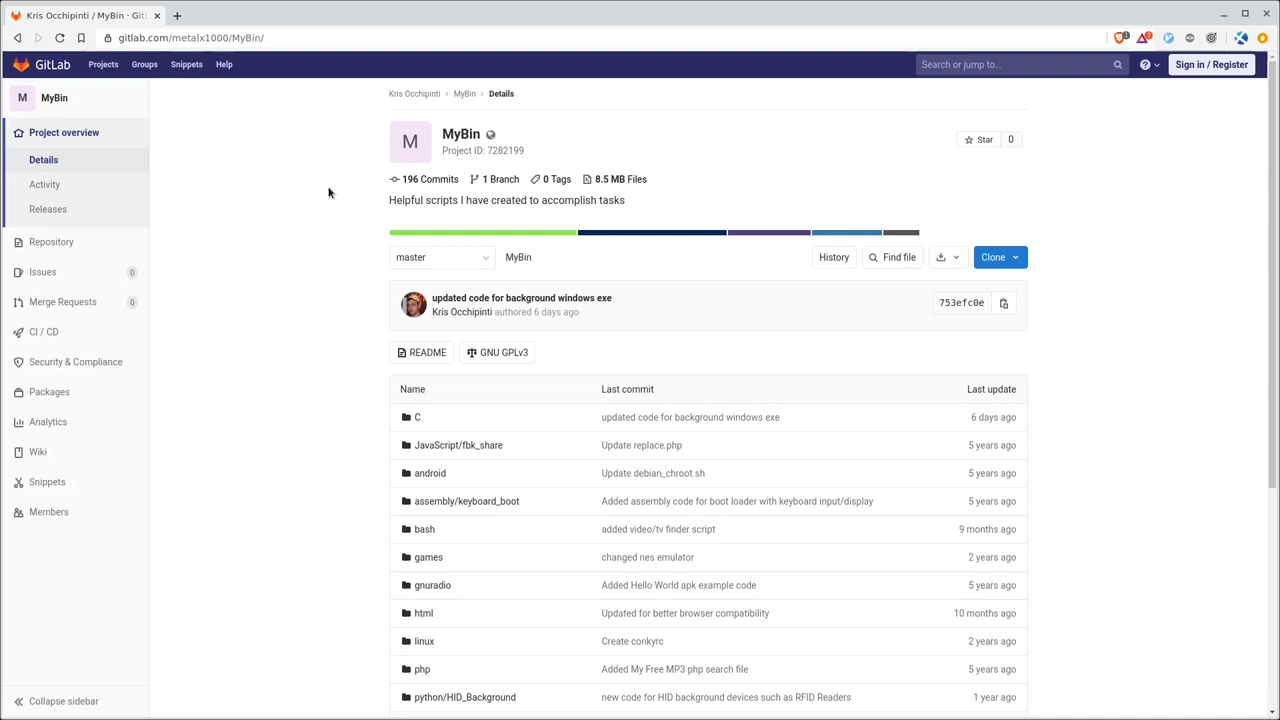 Kris Occhipinti / MyBin · Git
gitlab.com/metalx1000/MyBin/
GitLab
Projects
Groups
Snippets
Help
Search or jump to…
Sign in / Register
M
MyBin
Project overview
Details
Activity
Releases
Repository
Issues
0
Merge Requests
0
CI / CD
Security & Compliance
Packages
Analytics
Wiki
Snippets
Members
Collapse sidebar
Kris Occhipinti > MyBin > Details
M
MyBin
Project ID: 7282199
Star
0
196 Commits
1 Branch
0 Tags
8.5 MB Files
Helpful scripts I have created to accomplish tasks
master
MyBin
History
Find file
Clone
updated code for background windows exe
Kris Occhipinti authored 6 days ago
753efc0e
README
GNU GPLv3
Name Last commit Last update
C updated code for background windows exe 6 days ago
JavaScript/fbk_share Update replace.php 5 years ago
android Update debian_chroot.sh 5 years ago
assembly/keyboard_boot Added assembly code for boot loader with keyboard input/display 5 years ago
bash added video/tv finder script 9 months ago
games changed nes emulator 2 years ago
gnuradio Added Hello World apk example code 5 years ago
html Updated for better browser compatibility 10 months ago
linux Create conkyrc 2 years ago
php Added My Free MP3 php search file 5 years ago
python/HID_Background new code for HID background devices such as RFID Readers 1 year ago